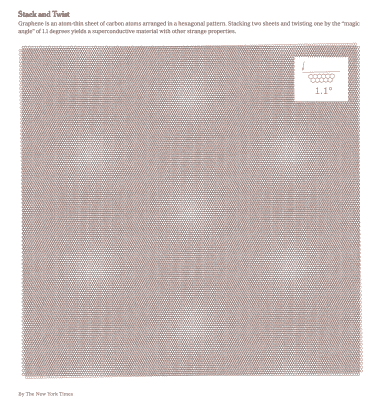 Stack and Twist
Graphene is an atom-thin sheet of carbon atoms arranged in a hexagonal pattern. Stacking two sheets and twisting one by the "magic
angle" of 1.1 degrees yields a superconductive material with other strange properties.
1.1°
By The New York Times